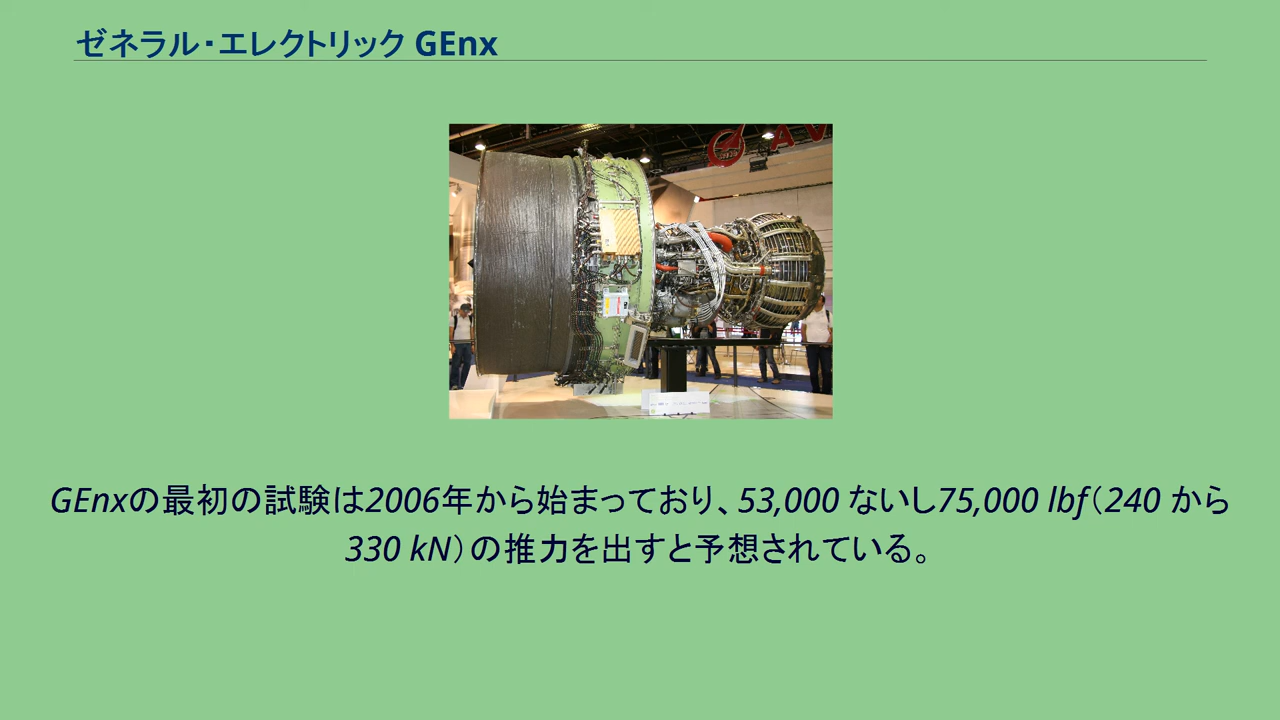 ゼネラル・エレクトリック GEnx
AV
GEnxの最初の試験は2006年から始まっており、53,000 ないし75,000 lbf（240 から
330 kN）の推力を出すと予想されている。